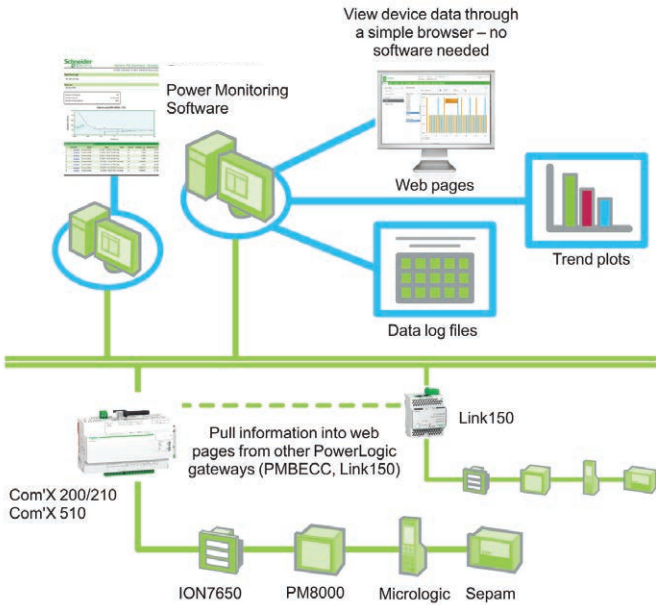 View device data through
a simple browser – no
software needed
Schneider
Power Monitoring
Software
Web pages
Trend plots
Data log files
Link150
Pull information into web
pages from other PowerLogic
gateways (PMBECC, Link150)
Com'X 200/210
Com'X 510
ION7650
PM8000
Micrologic
Sepam